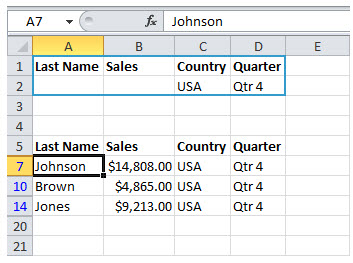 A7 fx Johnson
A B C D E
1 Last Name Sales Country Quarter
2 USA Qtr 4
3
4
5 Last Name Sales Country Quarter
7 Johnson $14,808.00 USA Qtr 4
10 Brown $4,865.00 USA Qtr 4
14 Jones $9,213.00 USA Qtr 4
20
21